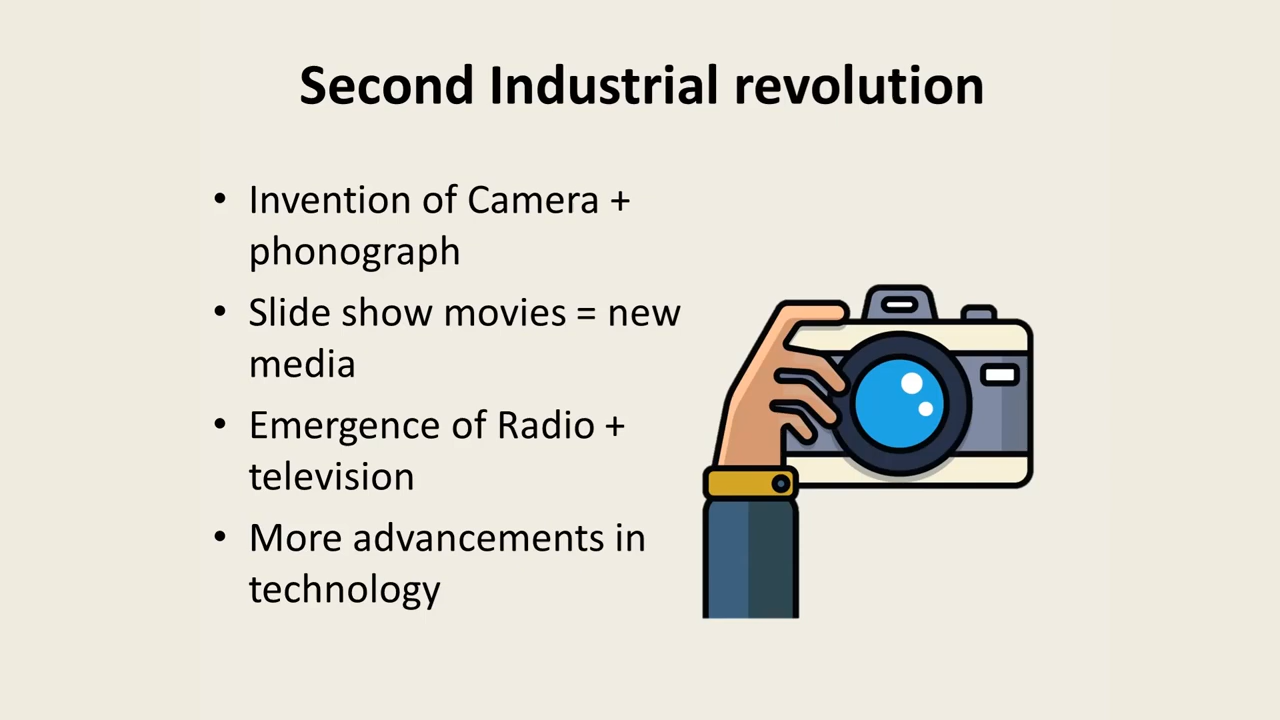 Second Industrial revolution
• Invention of Camera +
phonograph
• Slide show movies = new
media
• Emergence of Radio +
television
• More advancements in
technology